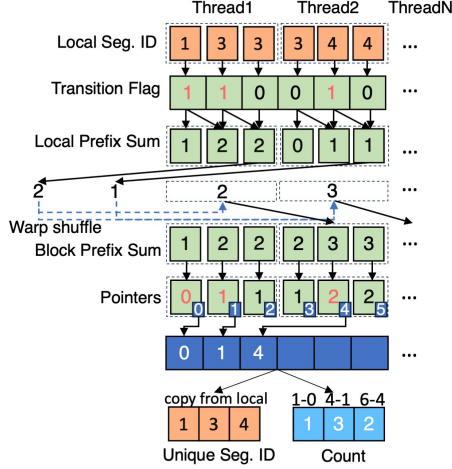 Thread1 Thread2 ThreadN
Local Seg. ID 1 3 3 3 4 4 ...
Transition Flag 1 1 0 0 1 0 ...
Local Prefix Sum 1 2 2 0 1 1 ...
2 1 2 3 ...
Warp shuffle
Block Prefix Sum 1 2 2 2 3 3 ...
Pointers 0 1 1 1 2 2 ...
0 1 2 3 4 5
0 1 4 ...
copy from local 1-0 4-1 6-4
1 3 4 1 3 2
Unique Seg. ID Count